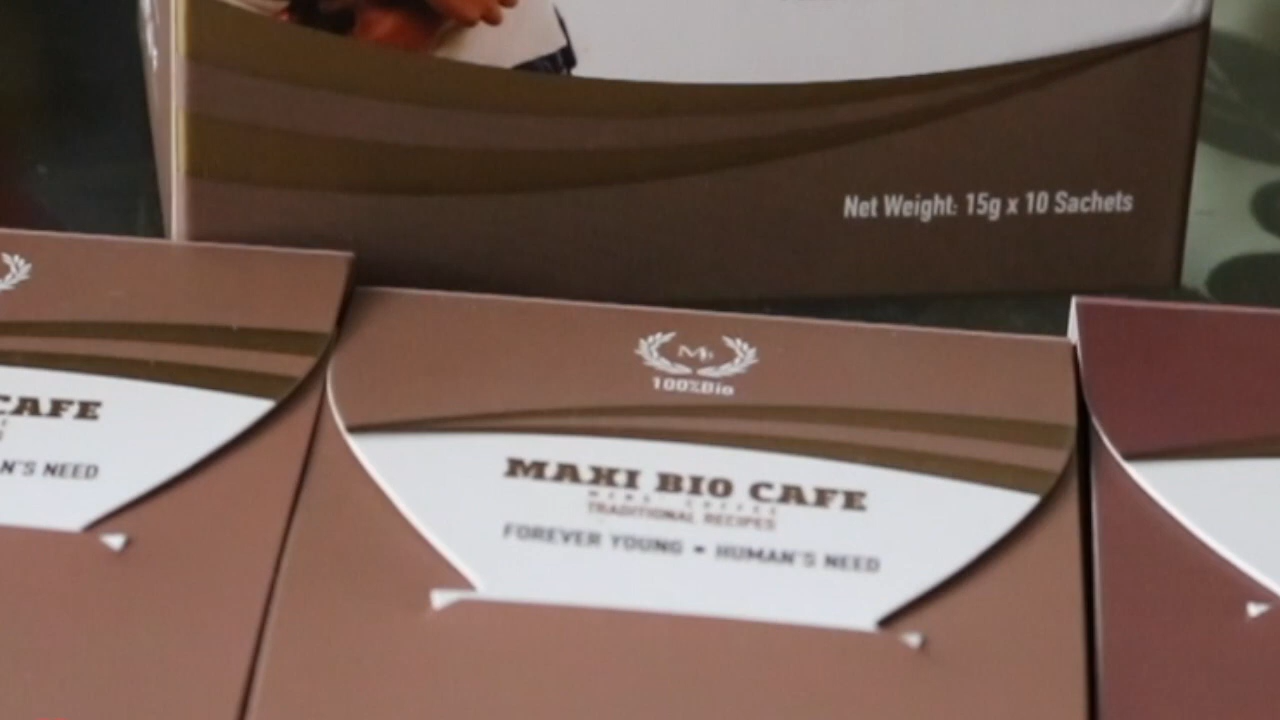 Net Weight: 15g x 10 Sachets
100%Bio
MAXI BIO CAFE
TRADITIONAL RECIPES
FOREVER YOUNG • HUMAN'S NEED
CAFE
N'S NEED